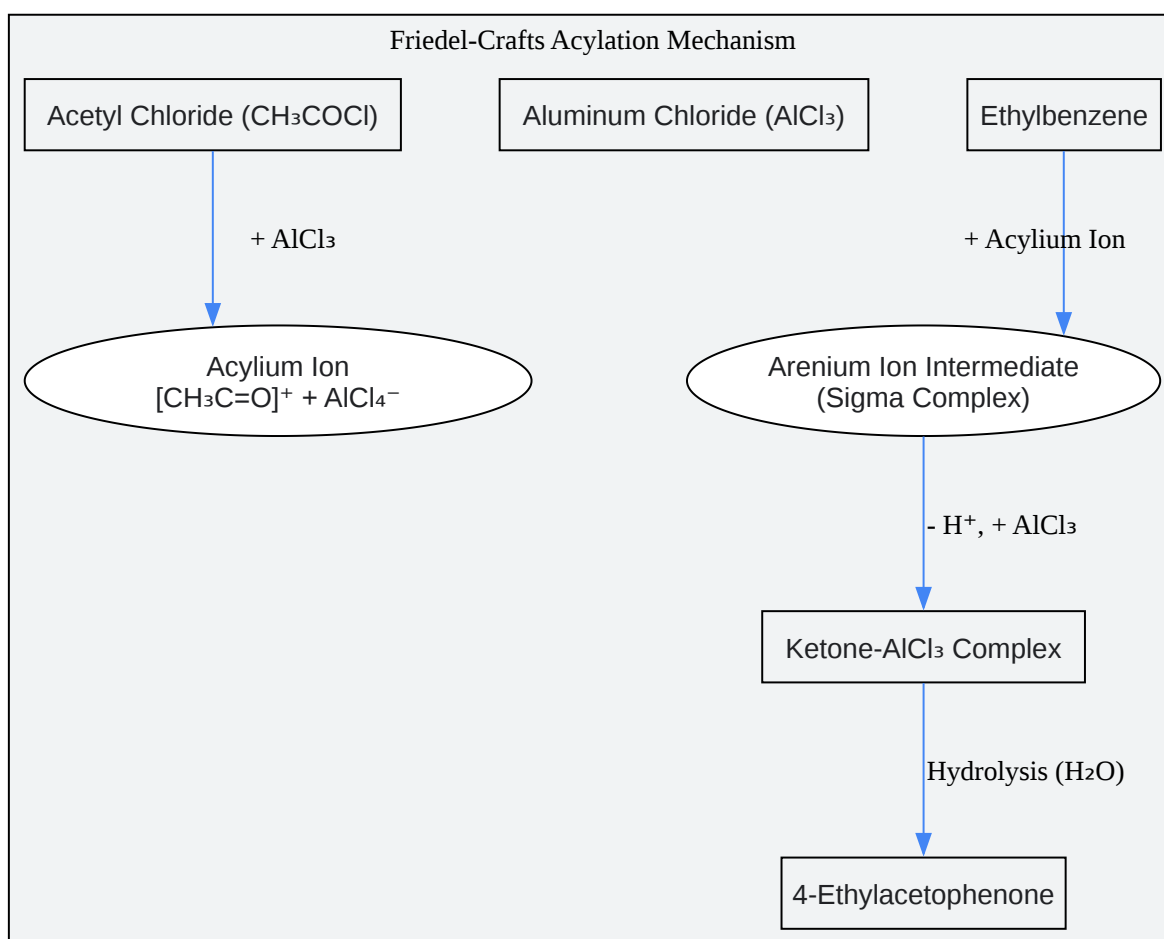 Friedel-Crafts Acylation Mechanism
Acetyl Chloride (CH₃COCl)
Aluminum Chloride (AlCl₃)
Ethylbenzene
+ AlCl₃
+ Acylium Ion
Acylium Ion
[CH₃C=O]⁺ + AlCl₄⁻
Arenium Ion Intermediate
(Sigma Complex)
- H⁺, + AlCl₃
Ketone-AlCl₃ Complex
Hydrolysis (H₂O)
4-Ethylacetophenone